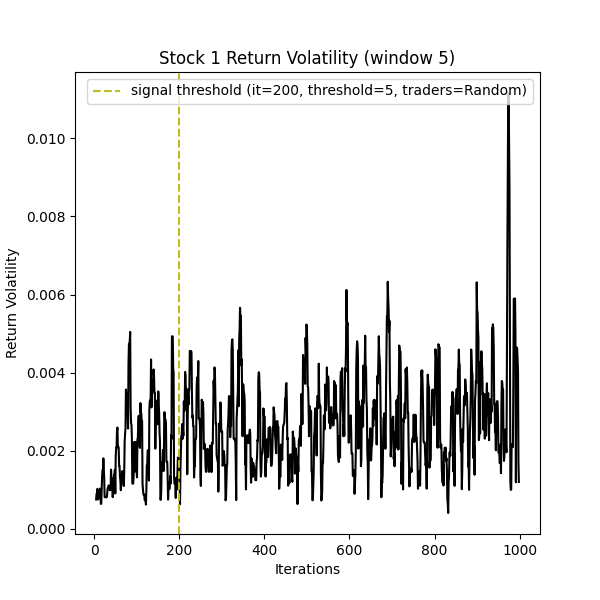 Stock 1 Return Volatility (window 5)
signal threshold (it=200, threshold=5, traders=Random)
Return Volatility
0.010
0.008
0.006
0.004
0.002
0.000
0 200 400 600 800 1000
Iterations